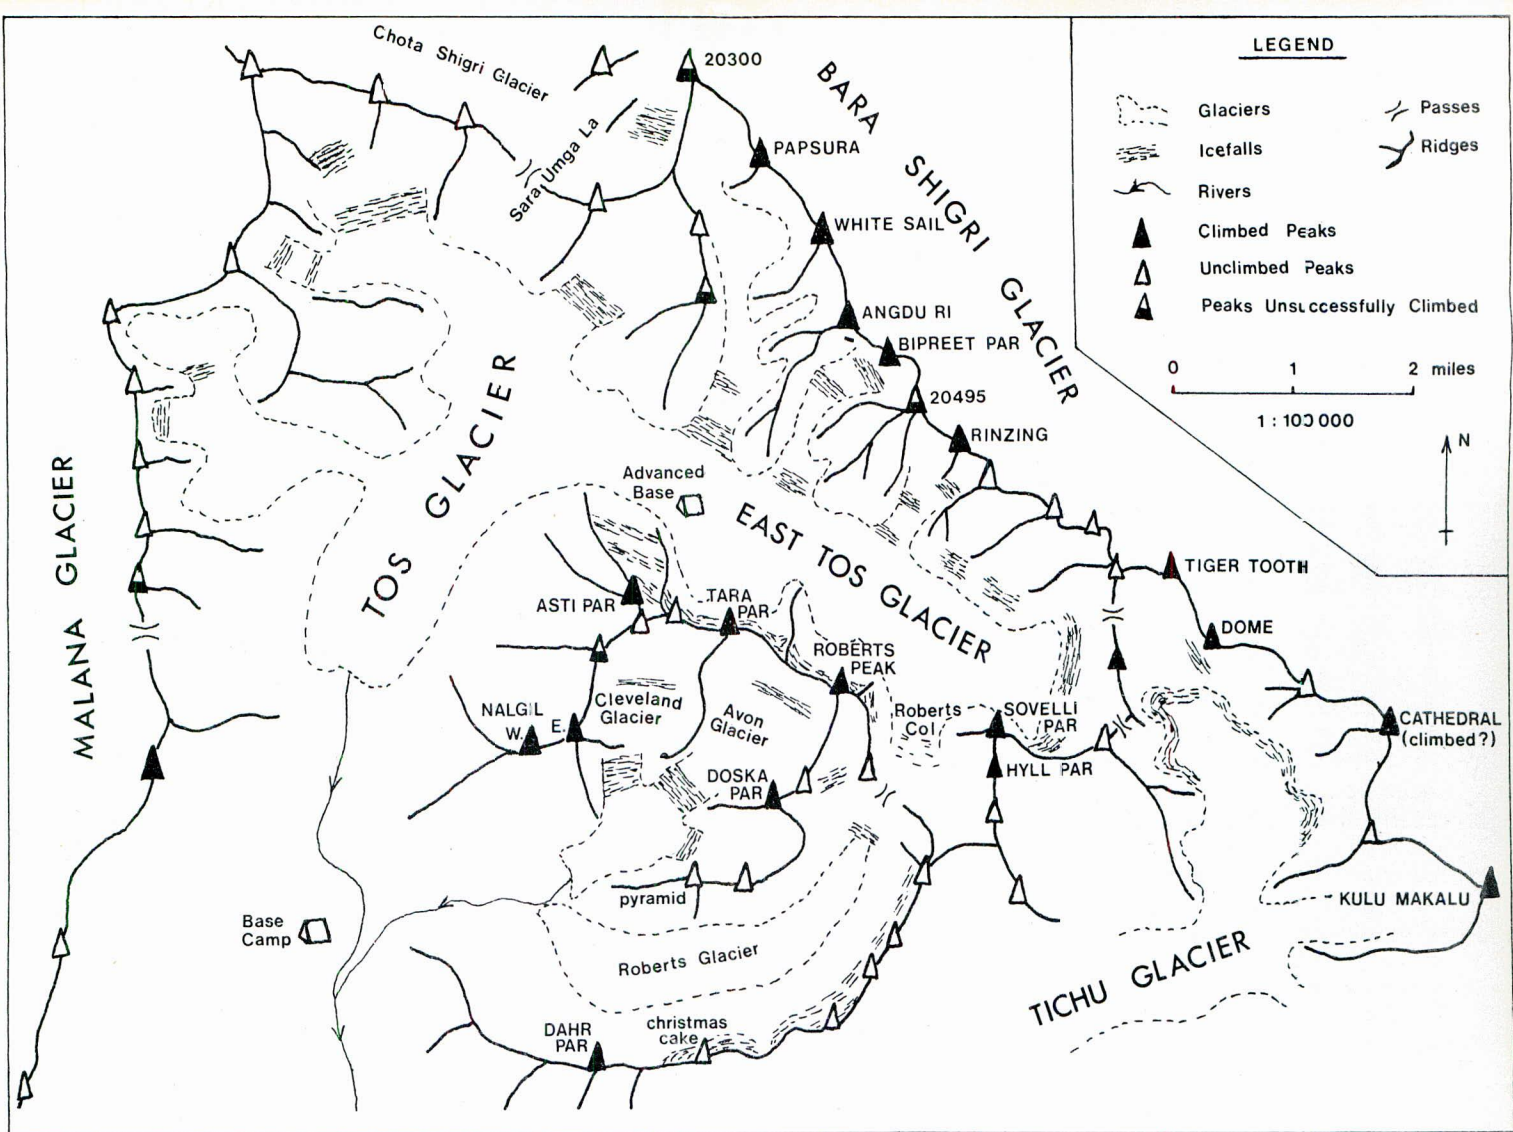 Chota Shigri Glacier
20300
BARA SHIGRI GLACIER
LEGEND
Glaciers
Passes
Icefalls
Ridges
Rivers
Climbed Peaks
Unclimbed Peaks
Peaks Unsuccessfully Climbed
0 1 2 miles
1 : 100 000
N
PAPSURA
Sara Umga La
WHITE SAIL
ANGDU RI
BIPREET PAR
20495
RINZING
TOS GLACIER
MALANA GLACIER
Advanced
Base
EAST TOS GLACIER
TIGER TOOTH
ASTI PAR
TARA
PAR
DOME
ROBERTS
PEAK
NALGIL
W. E.
Cleveland
Glacier
Avon
Glacier
Roberts
Col
SOVELLI
PAR
CATHEDRAL
(climbed?)
HYLL PAR
DOSKA
PAR
pyramid
KULU MAKALU
Base
Camp
Roberts Glacier
TICHU GLACIER
DAHR
PAR
christmas
cake